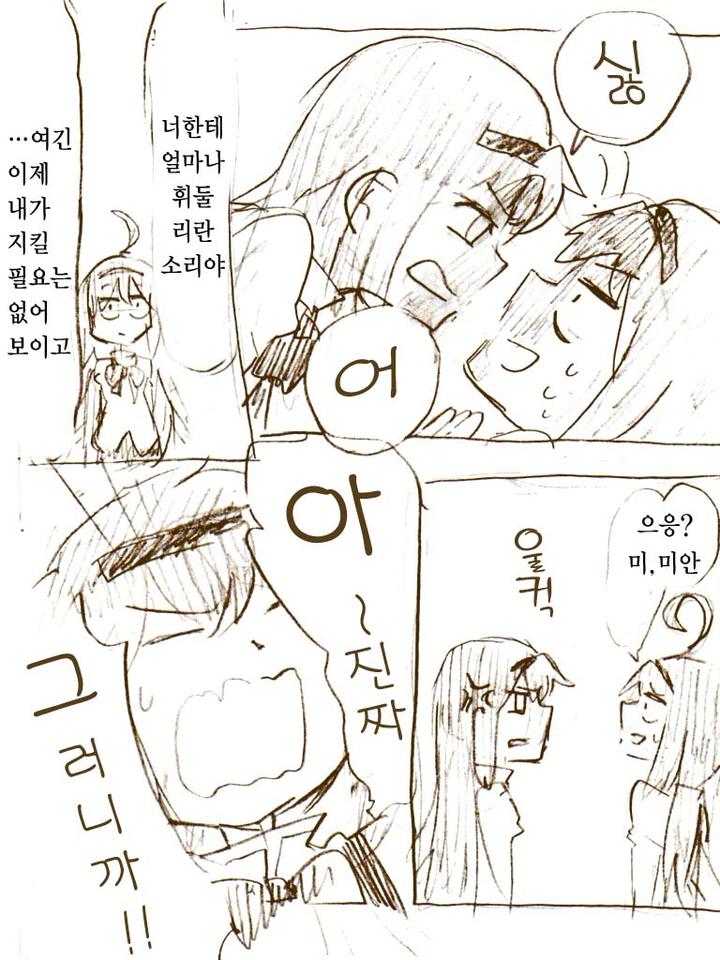 싫
어
너한테
얼마나
휘둘
리란
소리야
…여긴
이제
내가
지킬
필요는
없어
보이고
으응?
미,미안
울컥
아
~진짜
그러니까!!